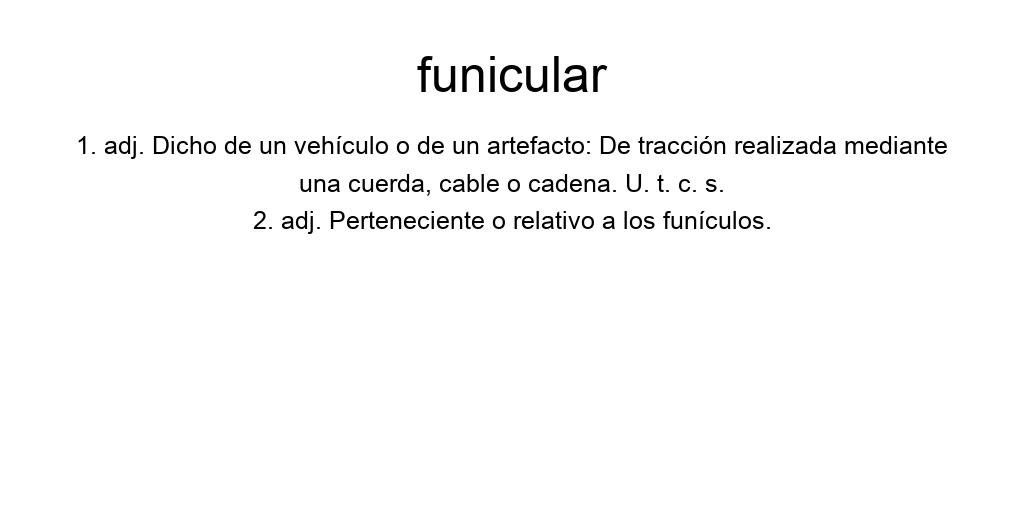 funicular
1. adj. Dicho de un vehículo o de un artefacto: De tracción realizada mediante
una cuerda, cable o cadena. U. t. c. s.
2. adj. Perteneciente o relativo a los funículos.